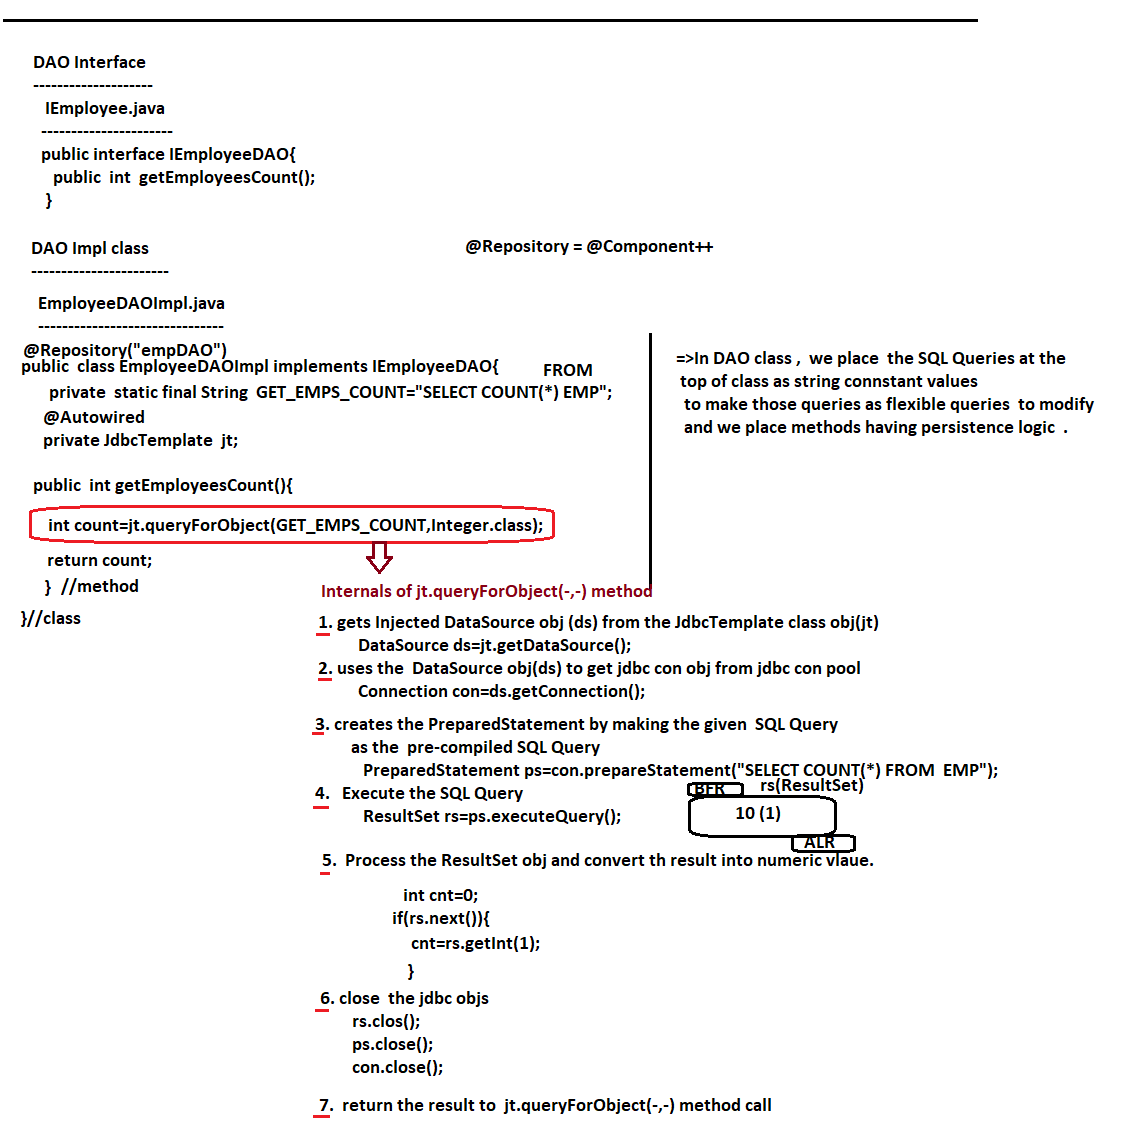 DAO Interface
--------------------
IEmployee.java
----------------------
public interface IEmployeeDAO{
public int getEmployeesCount();
}
DAO Impl class
@Repository = @Component++
-----------------------
EmployeeDAOImpl.java
-------------------------------
@Repository("empDAO")
public class EmployeeDAOImpl implements IEmployeeDAO{
FROM
private static final String GET_EMPS_COUNT="SELECT COUNT(*) EMP";
@Autowired
private JdbcTemplate jt;
public int getEmployeesCount(){
int count=jt.queryForObject(GET_EMPS_COUNT,Integer.class);
return count;
} //method
}//class
=>In DAO class , we place the SQL Queries at the
top of class as string connstant values
to make those queries as flexible queries to modify
and we place methods having persistence logic .
Internals of jt.queryForObject(-,-) method
1. gets Injected DataSource obj (ds) from the JdbcTemplate class obj(jt)
DataSource ds=jt.getDataSource();
2. uses the DataSource obj(ds) to get jdbc con obj from jdbc con pool
Connection con=ds.getConnection();
3. creates the PreparedStatement by making the given SQL Query
as the pre-compiled SQL Query
PreparedStatement ps=con.prepareStatement("SELECT COUNT(*) FROM EMP");
4. Execute the SQL Query
ResultSet rs=ps.executeQuery();
BFR
rs(ResultSet)
10 (1)
ALR
5. Process the ResultSet obj and convert th result into numeric vlaue.
int cnt=0;
if(rs.next()){
cnt=rs.getInt(1);
}
6. close the jdbc objs
rs.clos();
ps.close();
con.close();
7. return the result to jt.queryForObject(-,-) method call